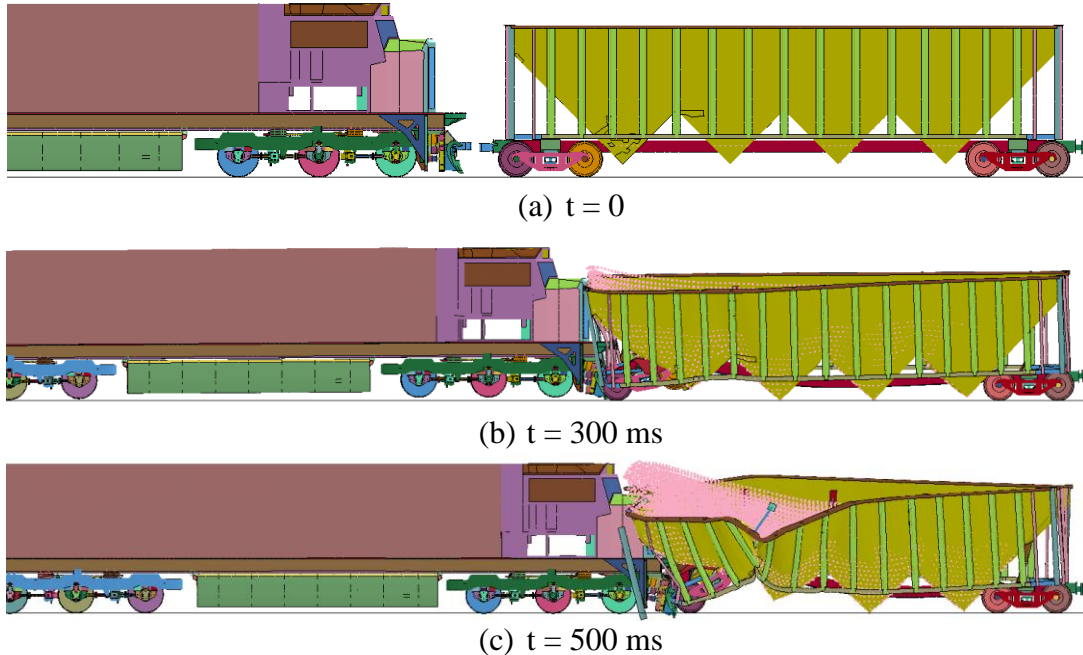 (a) t = 0
(b) t = 300 ms
(c) t = 500 ms